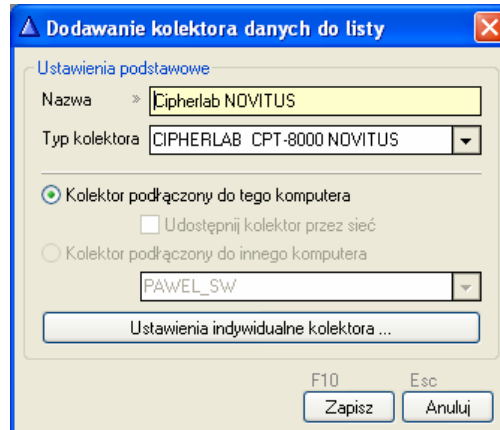 Dodawanie kolektora danych do listy
Ustawienia podstawowe
Nazwa » Cipherlab NOVITUS
Typ kolektora CIPHERLAB CPT-8000 NOVITUS
Kolektor podłączony do tego komputera
Udostępnij kolektor przez sieć
Kolektor podłączony do innego komputera
PAWEL_SW
Ustawienia indywidualne kolektora ...
F10 Esc
Zapisz Anuluj